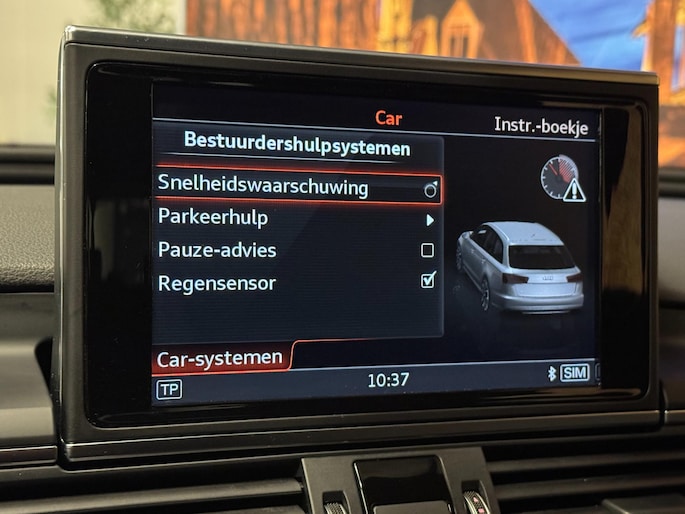 Car
Instr.-boekje
Bestuurdershulpsystemen
Snelheidswaarschuwing
Parkeerhulp
Pauze-advies
Regensensor
Car-systemen
TP
10:37
SIM